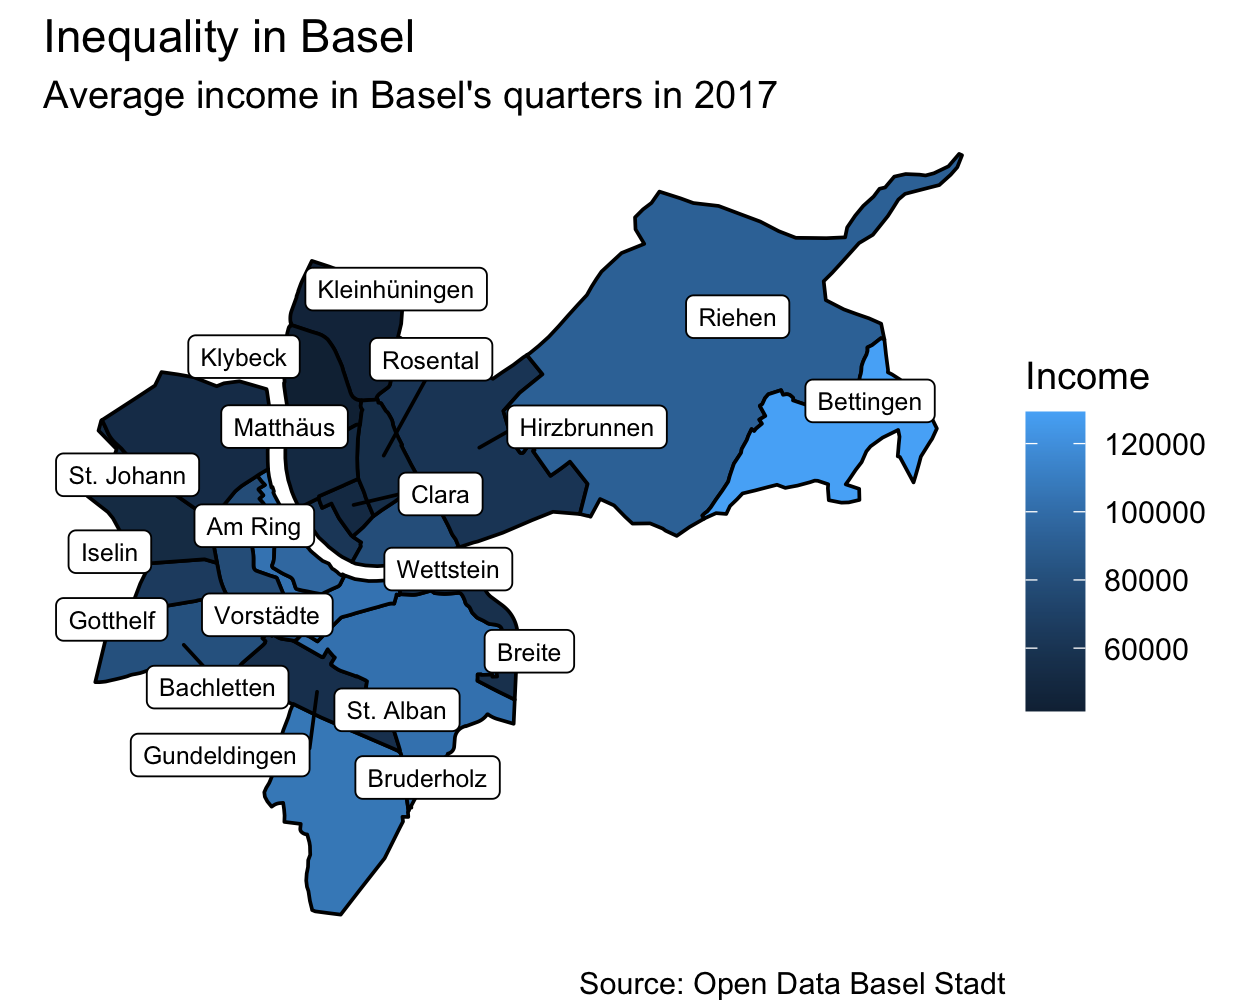 Inequality in Basel
Average income in Basel's quarters in 2017
Kleinhüningen
Riehen
Klybeck
Rosental
Bettingen
Matthäus
Hirzbrunnen
St. Johann
Clara
Am Ring
Iselin
Wettstein
Vorstädte
Gotthelf
Breite
Bachletten
St. Alban
Gundeldingen
Bruderholz
Income
120000
100000
80000
60000
Source: Open Data Basel Stadt